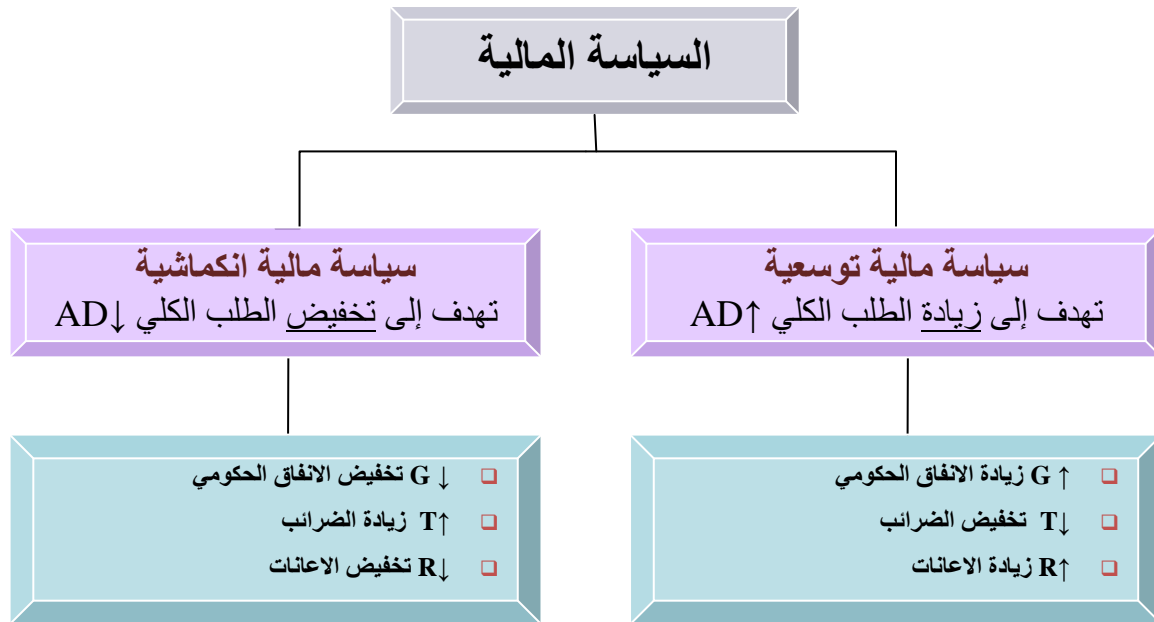 السياسة المالية
سياسة مالية توسعية
تهدف إلى زيادة الطلب الكلي ↑AD
سياسة مالية انكماشية
تهدف إلى تخفيض الطلب الكلي ↓AD
❑ ↑ G زيادة الانفاق الحكومي
❑ ↓T تخفيض الضرائب
❑ ↑R زيادة الاعانات
❑ ↓ G تخفيض الانفاق الحكومي
❑ ↑T زيادة الضرائب
❑ ↓R تخفيض الاعانات